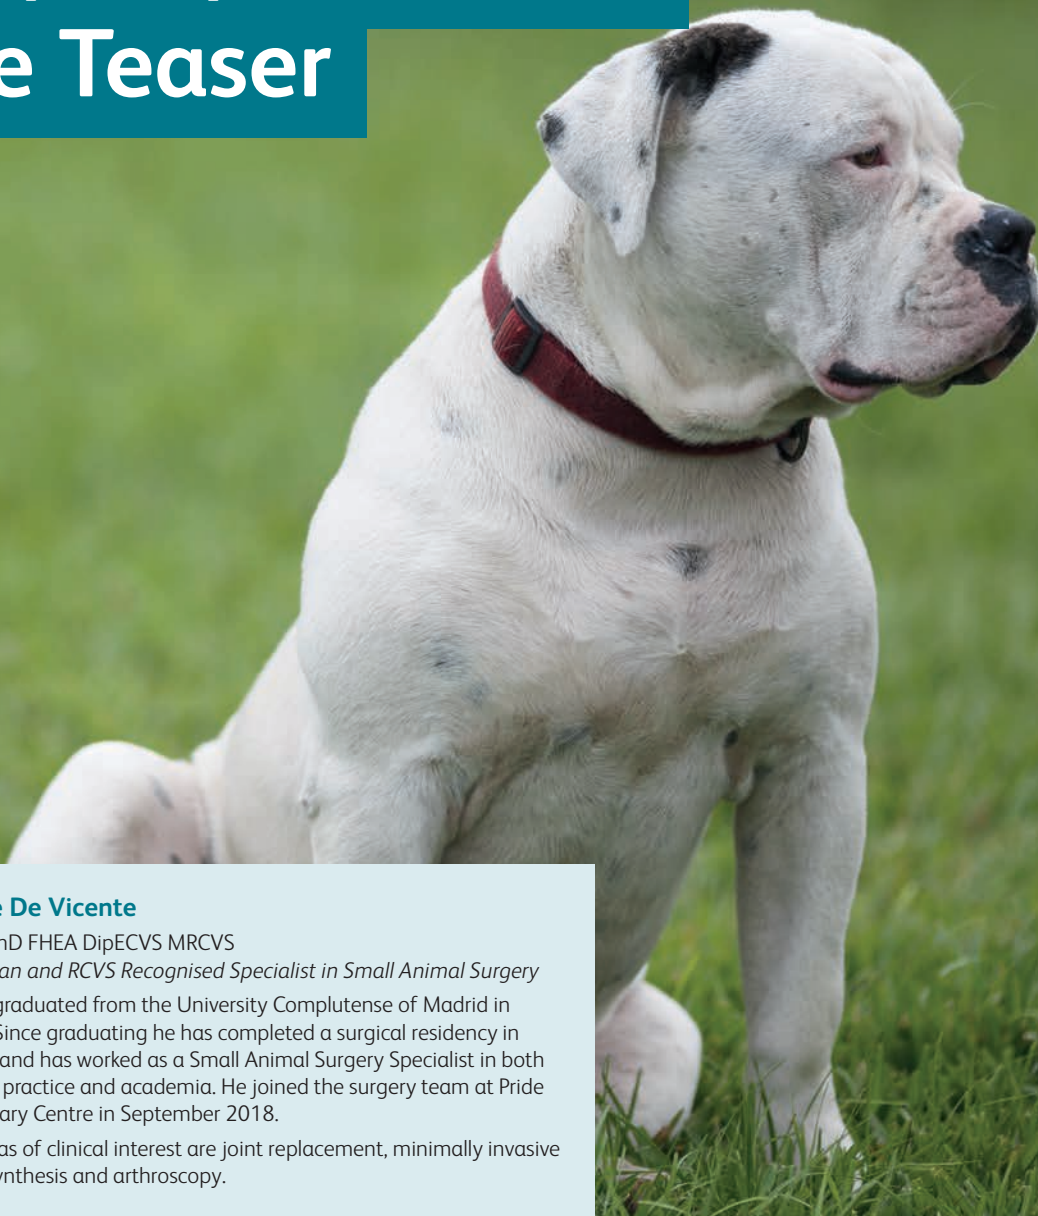 e Teaser
e De Vicente
hD FHEA DipECVS MRCVS
an and RCVS Recognised Specialist in Small Animal Surgery
graduated from the University Complutense of Madrid in
Since graduating he has completed a surgical residency in
and has worked as a Small Animal Surgery Specialist in both
practice and academia. He joined the surgery team at Pride
ary Centre in September 2018.
as of clinical interest are joint replacement, minimally invasive
ynthesis and arthroscopy.